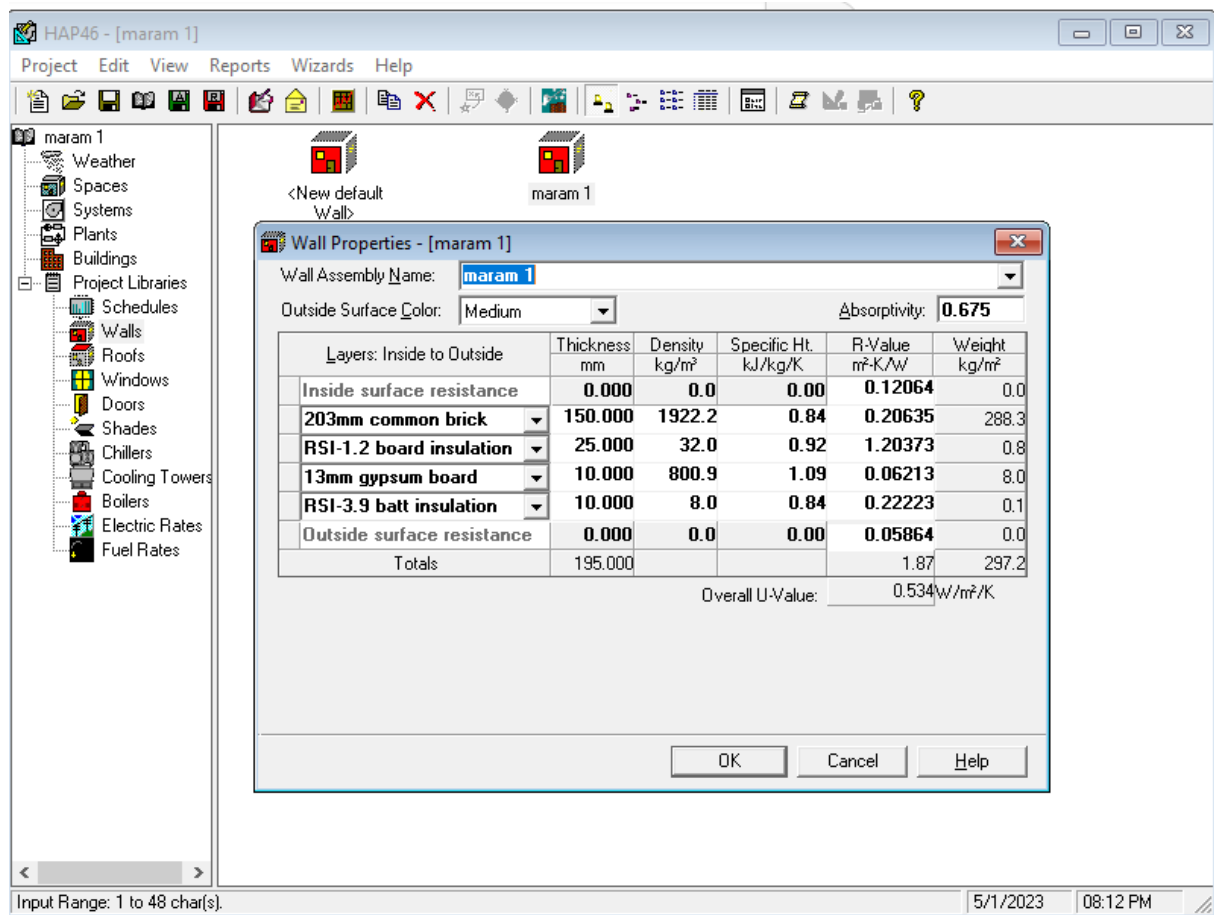 HAP46 - [maram 1]
Project Edit View Reports Wizards Help
maram 1
Weather
Spaces
Systems
Plants
Buildings
Project Libraries
Schedules
Walls
Roofs
Windows
Doors
Shades
Chillers
Cooling Towers
Boilers
Electric Rates
Fuel Rates
<New default
Wall>
maram 1
Wall Properties - [maram 1]
Wall Assembly Name: maram 1
Outside Surface Color: Medium Absorptivity: 0.675
Layers: Inside to Outside Thickness mm Density kg/m³ Specific Ht. kJ/kg/K R-Value m²-K/W Weight kg/m²
Inside surface resistance 0.000 0.0 0.00 0.12064 0.0
203mm common brick 150.000 1922.2 0.84 0.20635 288.3
RSI-1.2 board insulation 25.000 32.0 0.92 1.20373 0.8
13mm gypsum board 10.000 800.9 1.09 0.06213 8.0
RSI-3.9 batt insulation 10.000 8.0 0.84 0.22223 0.1
Outside surface resistance 0.000 0.0 0.00 0.05864 0.0
Totals 195.000 1.87 297.2
Overall U-Value: 0.534 W/m²/K
OK Cancel Help
Input Range: 1 to 48 char(s). 5/1/2023 08:12 PM